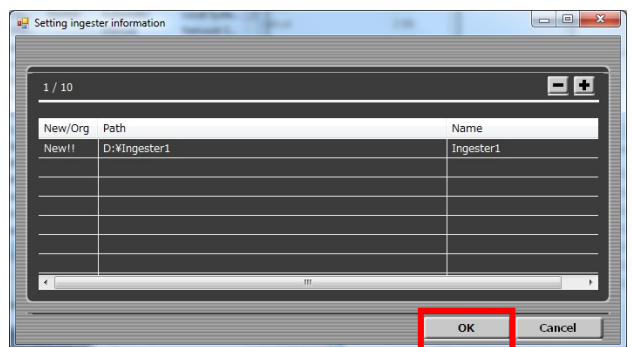 Setting ingester information
1 / 10
New/Org Path Name
New!! D:¥Ingester1 Ingester1
OK Cancel